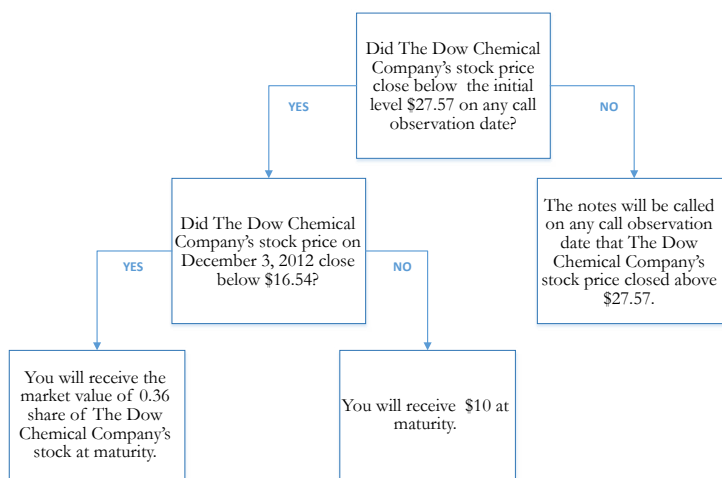 Did The Dow Chemical
Company's stock price
close below the initial
level $27.57 on any call
observation date?
YES
NO
Did The Dow Chemical
Company's stock price on
December 3, 2012 close
below $16.54?
The notes will be called
on any call observation
date that The Dow
Chemical Company's
stock price closed above
$27.57.
YES
NO
You will receive the
market value of 0.36
share of The Dow
Chemical Company's
stock at maturity.
You will receive $10 at
maturity.